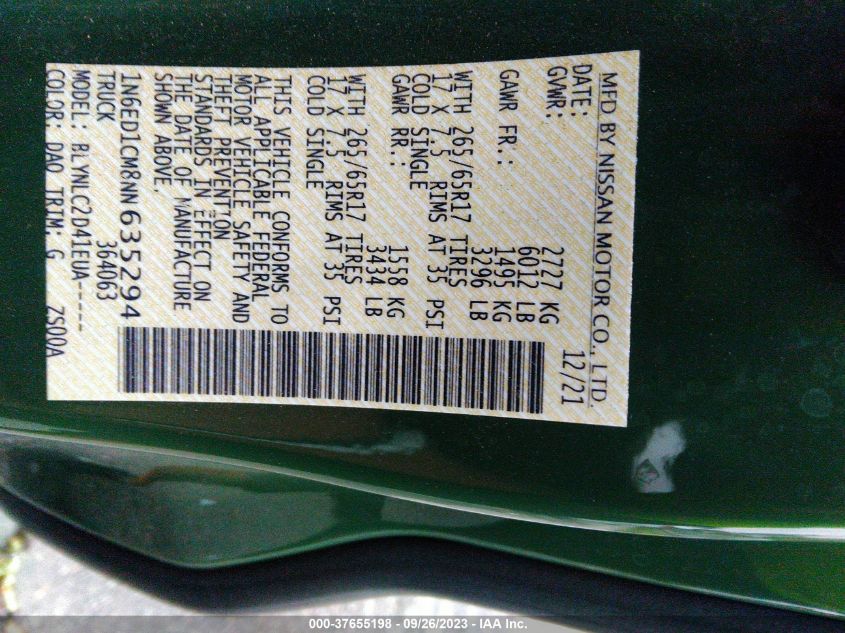 MFD BY NISSAN MOTOR CO., LTD.
DATE: 12/21
GVWR: 2727 KG
6012 LB
GAWR FR.: 1495 KG
3296 LB
WITH 265/65R17 TIRES
17 X 7.5 RIMS AT 35 PSI
COLD SINGLE
GAWR RR.: 1558 KG
3434 LB
WITH 265/65R17 TIRES
17 X 7.5 RIMS AT 35 PSI
COLD SINGLE
THIS VEHICLE CONFORMS TO
ALL APPLICABLE FEDERAL
MOTOR VEHICLE SAFETY AND
THEFT PREVENTION
STANDARDS IN EFFECT ON
THE DATE OF MANUFACTURE
SHOWN ABOVE.
1N6ED1CM8NN635294
TRUCK 364063
MODEL: BLYNLC2D41EUA-----
COLOR: DAQ TRIM: G ZS00A
000-37655198 - 09/26/2023 - IAA Inc.